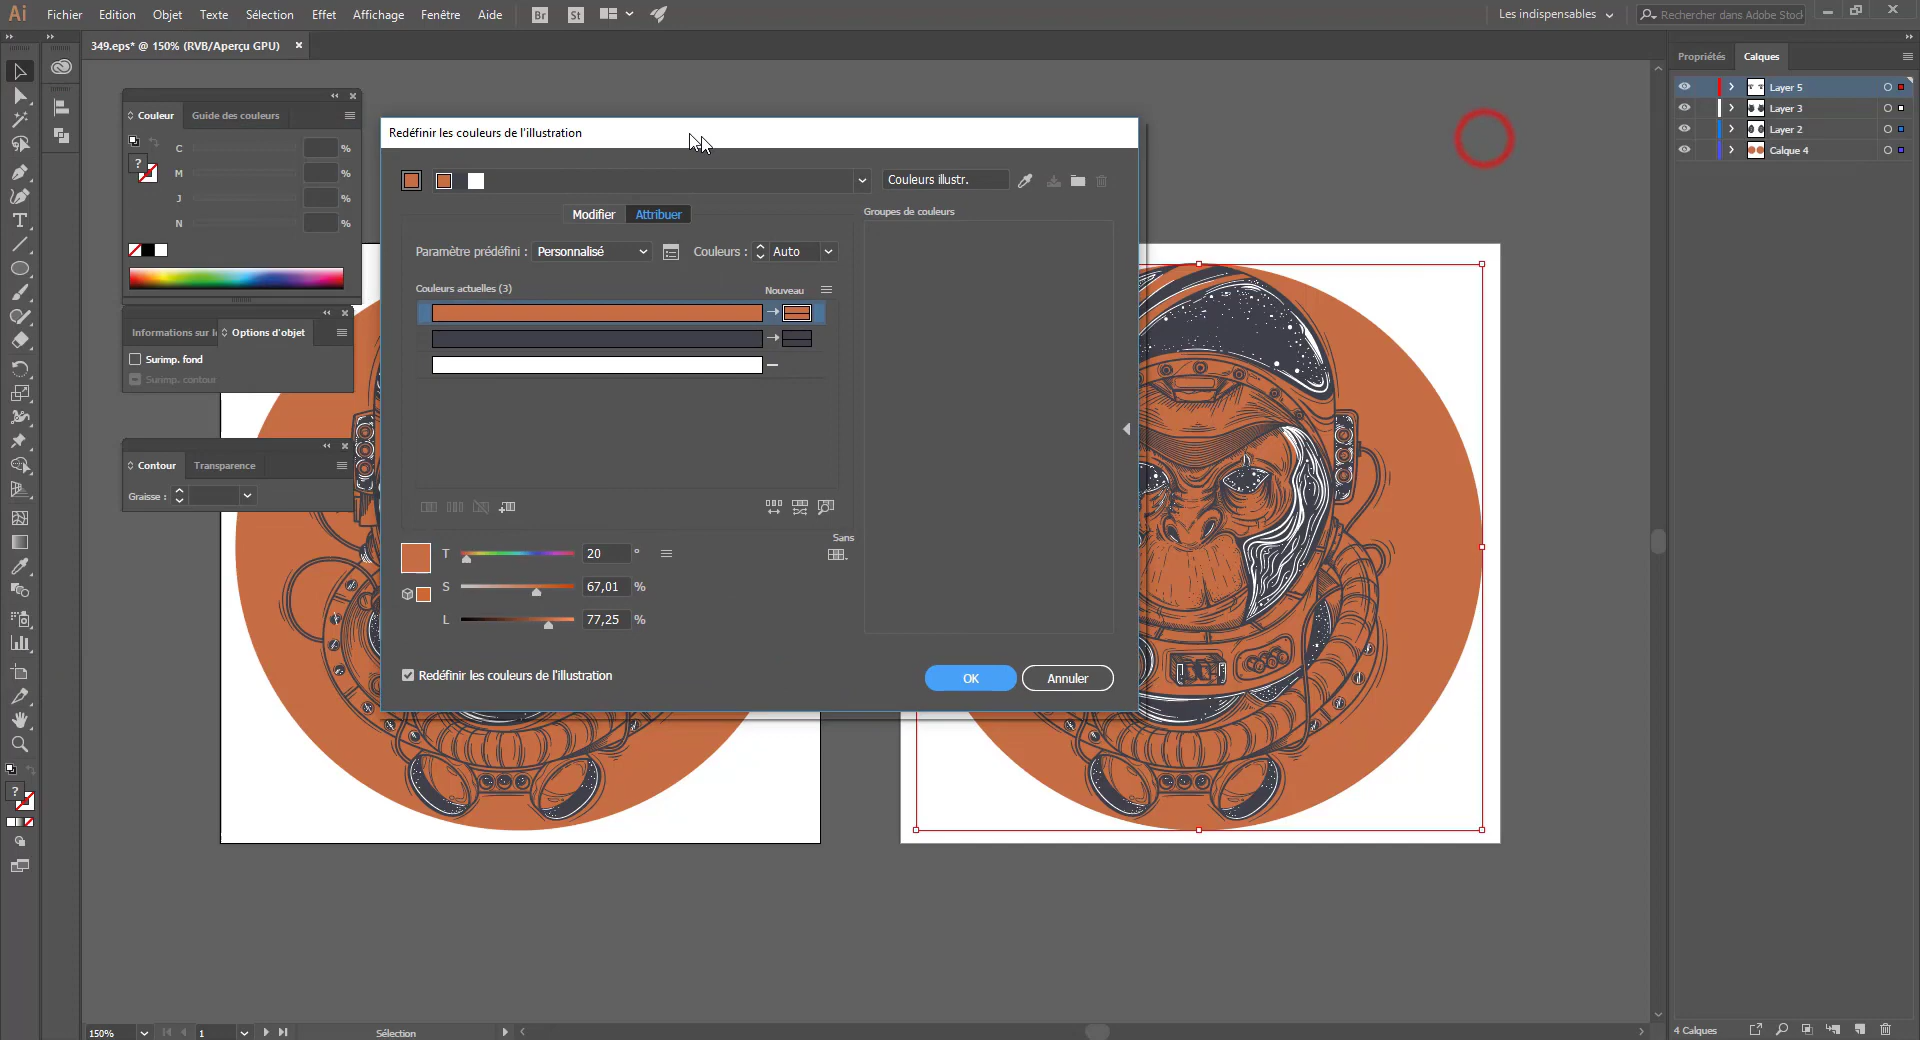 Ai Fichier Edition Objet Texte Sélection Effet Affichage Fenêtre Aide Br St Les indispensables Rechercher dans Adobe Stock
349.eps* @ 150% (RVB/Aperçu GPU) ×
Propriétés Calques
Layer 5
Layer 3
Layer 2
Calque 4
Couleur Guide des couleurs
C %
M %
J %
N %
?
Options d'objet
Surimp. fond
Surimp. contour
Contour Transparence
Graisse :
Redéfinir les couleurs de l'illustration
Couleurs illustr.
Modifier Attribuer
Groupes de couleurs
Paramètre prédéfini : Personnalisé Couleurs : Auto
Couleurs actuelles (3) Nouveau
Sans
T 20 °
S 67,01 %
L 77,25 %
Redéfinir les couleurs de l'illustration
OK Annuler
?
150% 1 Sélection
4 Calques